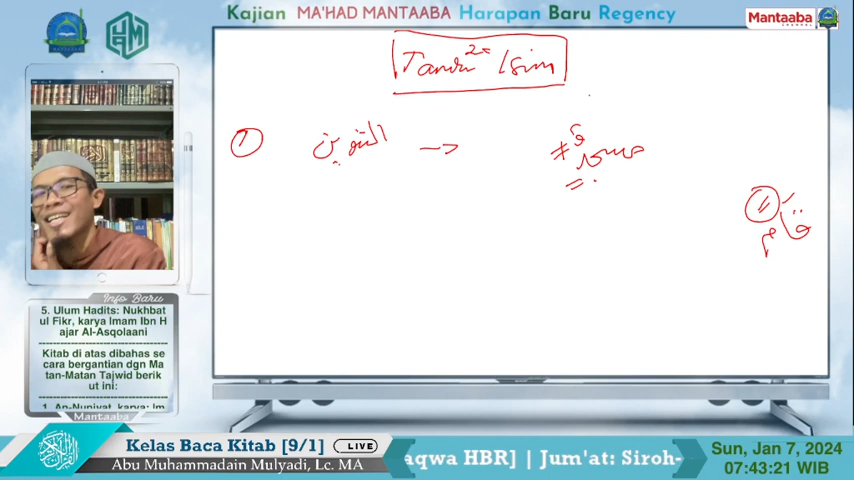 Kajian MA'HAD MANTAABA Harapan Baru Regency
Mantaaba
CHANNEL
Tanda2x Isim
1
التنوين
مسجد
قام
Info Baru
5. Ulum Hadits: Nukhbat
ul Fikr, karya Imam Ibn H
ajar Al-Asqolaani
Kitab di atas dibahas se
cara bergantian dgn Ma
tan-Matan Tajwid berik
ut ini:
1. An-Nuniyat, karya: Im
Mantaaba
Kelas Baca Kitab [9/1]
LIVE
Abu Muhammadain Mulyadi, Lc. MA
aqwa HBR] | Jum'at: Siroh-
Sun, Jan 7, 2024
07:43:21 WIB